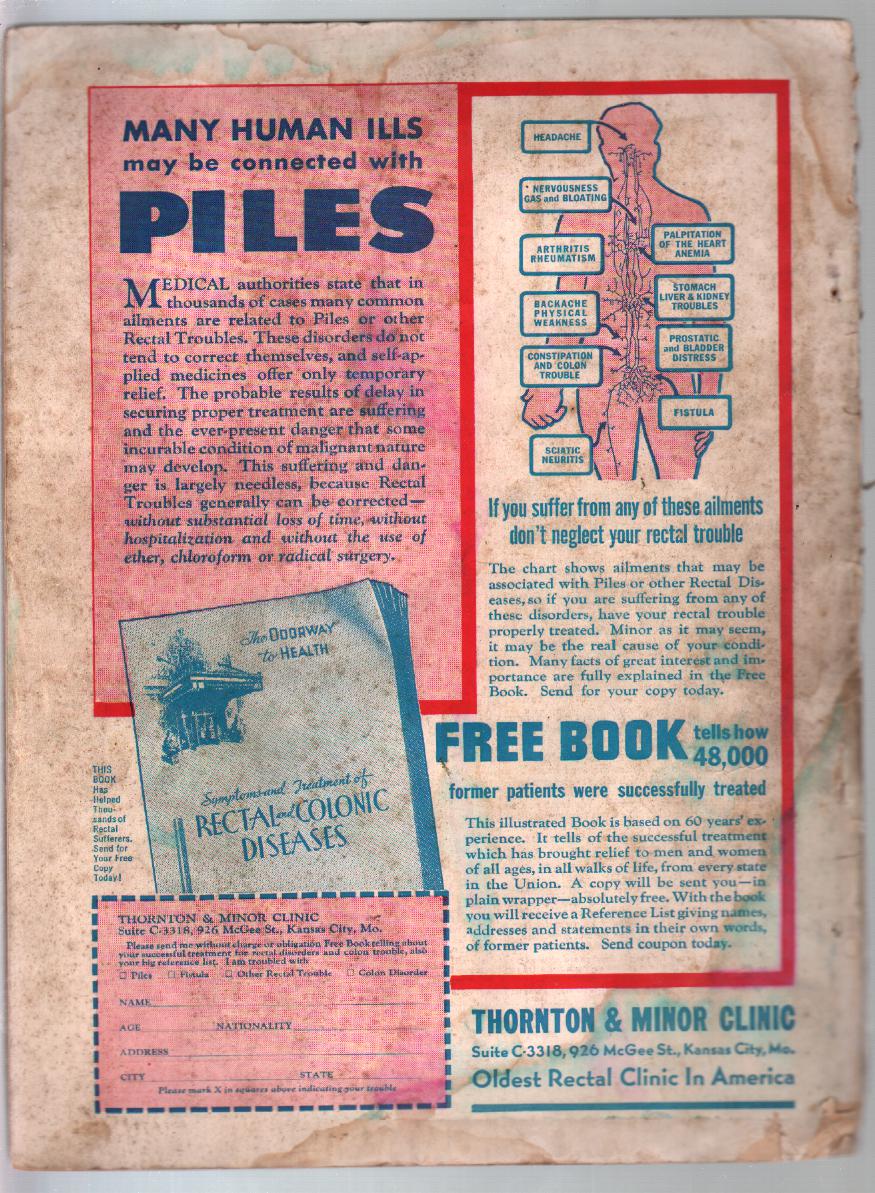 MANY HUMAN ILLS
may be connected with
PILES
MEDICAL authorities state that in
thousands of cases many common
ailments are related to Piles or other
Rectal Troubles. These disorders do not
tend to correct themselves, and self-ap-
plied medicines offer only temporary
relief. The probable results of delay in
securing proper treatment are suffering
and the ever-present danger that some
incurable condition of malignant nature
may develop. This suffering and dan-
ger is largely needless, because Rectal
Troubles generally can be corrected—
without substantial loss of time, without
hospitalization and without the use of
ether, chloroform or radical surgery.
The DOORWAY
to HEALTH
Symptoms and Treatment of
RECTAL and COLONIC
DISEASES
THIS
BOOK
Has
Helped
Thou-
sands of
Rectal
Sufferers.
Send for
Your Free
Copy
Today!
HEADACHE
NERVOUSNESS
GAS and BLOATING
ARTHRITIS
RHEUMATISM
BACKACHE
PHYSICAL
WEAKNESS
CONSTIPATION
AND COLON
TROUBLE
SCIATIC
NEURITIS
PALPITATION
OF THE HEART
ANEMIA
STOMACH
LIVER & KIDNEY
TROUBLES
PROSTATIC
and BLADDER
DISTRESS
FISTULA
If you suffer from any of these ailments
don't neglect your rectal trouble
The chart shows ailments that may be
associated with Piles or other Rectal Dis-
eases, so if you are suffering from any of
these disorders, have your rectal trouble
properly treated. Minor as it may seem,
it may be the real cause of your condi-
tion. Many facts of great interest and im-
portance are fully explained in the Free
Book. Send for your copy today.
FREE BOOK tells how
48,000
former patients were successfully treated
This illustrated Book is based on 60 years' ex-
perience. It tells of the successful treatment
which has brought relief to men and women
of all ages, in all walks of life, from every state
in the Union. A copy will be sent you—in
plain wrapper—absolutely free. With the book
you will receive a Reference List giving names,
addresses and statements in their own words,
of former patients. Send coupon today.
THORNTON & MINOR CLINIC
Suite C-3318, 926 McGee St., Kansas City, Mo.
Please send me without charge or obligation Free Book telling about
your successful treatment for rectal disorders and colon trouble, also
your big reference list. I am troubled with
☐ Piles ☐ Fistula ☐ Other Rectal Trouble ☐ Colon Disorder
NAME
AGE NATIONALITY
ADDRESS
CITY STATE
Please mark X in squares above indicating your trouble
THORNTON & MINOR CLINIC
Suite C-3318, 926 McGee St., Kansas City, Mo.
Oldest Rectal Clinic In America